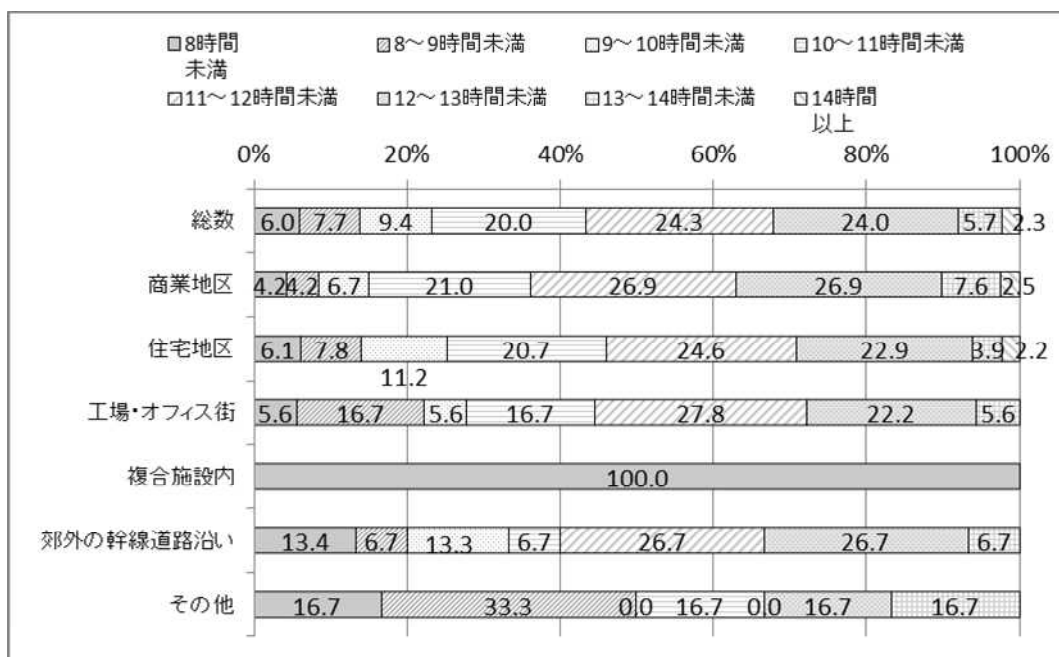 8時間 8～9時間未満 9～10時間未満 10～11時間未満
未満
11～12時間未満 12～13時間未満 13～14時間未満 14時間
以上
0% 20% 40% 60% 80% 100%
総数 6.0 7.7 9.4 20.0 24.3 24.0 5.7 2.3
商業地区 4.2 4.2 6.7 21.0 26.9 26.9 7.6 2.5
住宅地区 6.1 7.8 20.7 24.6 22.9 3.9 2.2
11.2
工場・オフィス街 5.6 16.7 5.6 16.7 27.8 22.2 5.6
複合施設内 100.0
郊外の幹線道路沿い 13.4 6.7 13.3 6.7 26.7 26.7 6.7
その他 16.7 33.3 0.0 16.7 0.0 16.7 16.7